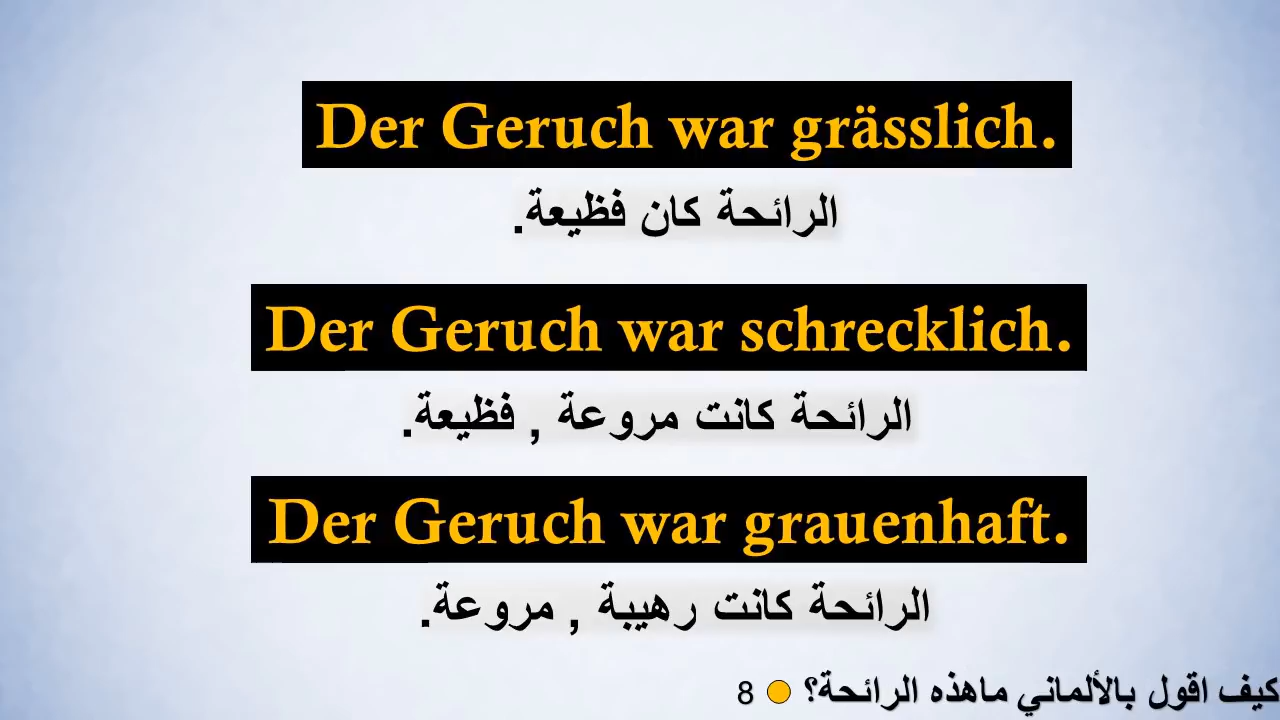 Der Geruch war grässlich.
الرائحة كان فظيعة.
Der Geruch war schrecklich.
الرائحة كانت مروعة , فظيعة.
Der Geruch war grauenhaft.
الرائحة كانت رهيبة , مروعة.
كيف اقول بالألماني ماهذه الرائحة؟ 8